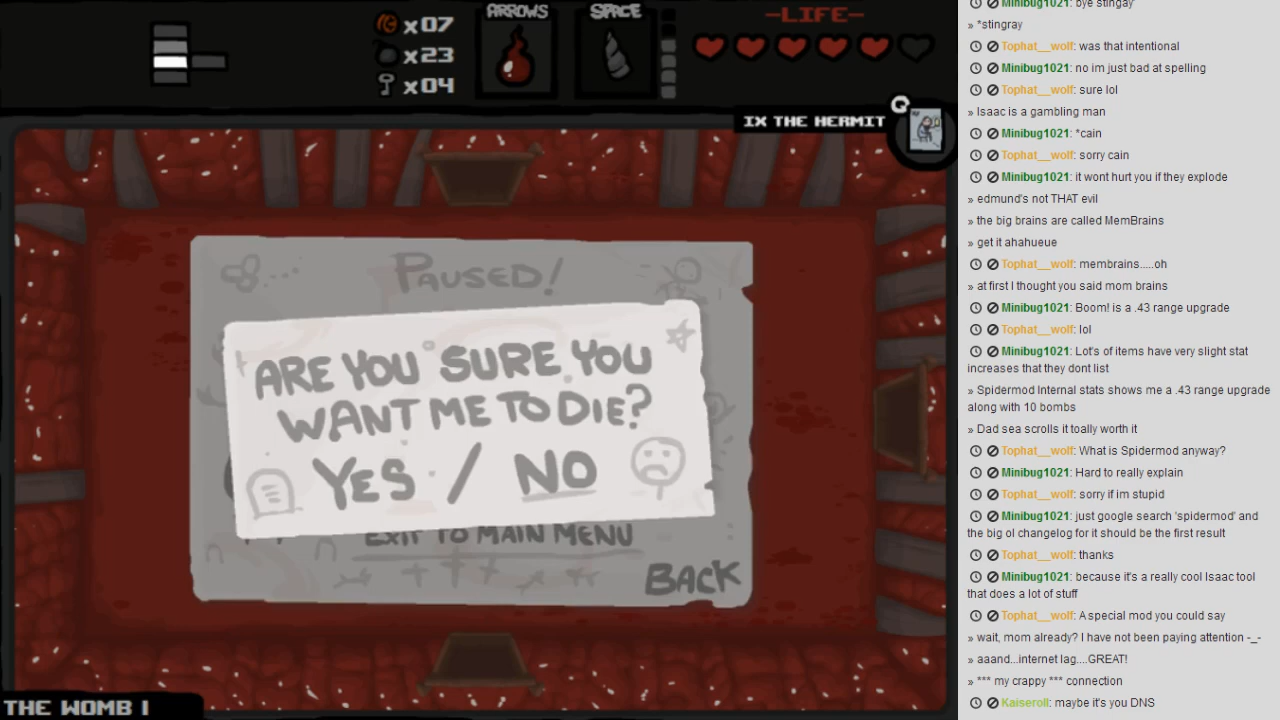 x07
x23
x04
ARROWS
SPACE
-LIFE-
Q
IX THE HERMIT
PAUSED!
ARE YOU SURE YOU
WANT ME TO DIE?
YES / NO
EXIT TO MAIN MENU
BACK
THE WOMB I
Minibug1021: bye stingay
» *stingray
Tophat__wolf: was that intentional
Minibug1021: no im just bad at spelling
Tophat__wolf: sure lol
» Isaac is a gambling man
Minibug1021: *cain
Tophat__wolf: sorry cain
Minibug1021: it wont hurt you if they explode
» edmund's not THAT evil
» the big brains are called MemBrains
» get it ahahueue
Tophat__wolf: membrains.....oh
» at first I thought you said mom brains
Minibug1021: Boom! is a .43 range upgrade
Tophat__wolf: lol
Minibug1021: Lot's of items have very slight stat
increases that they dont list
» Spidermod Internal stats shows me a .43 range upgrade
along with 10 bombs
» Dad sea scrolls it toally worth it
Tophat__wolf: What is Spidermod anyway?
Minibug1021: Hard to really explain
Tophat__wolf: sorry if im stupid
Minibug1021: just google search 'spidermod' and
the big ol changelog for it should be the first result
Tophat__wolf: thanks
Minibug1021: because it's a really cool Isaac tool
that does a lot of stuff
Tophat__wolf: A special mod you could say
» wait, mom already? I have not been paying attention -_-
» aaand...internet lag....GREAT!
» *** my crappy *** connection
Kaiseroll: maybe it's you DNS